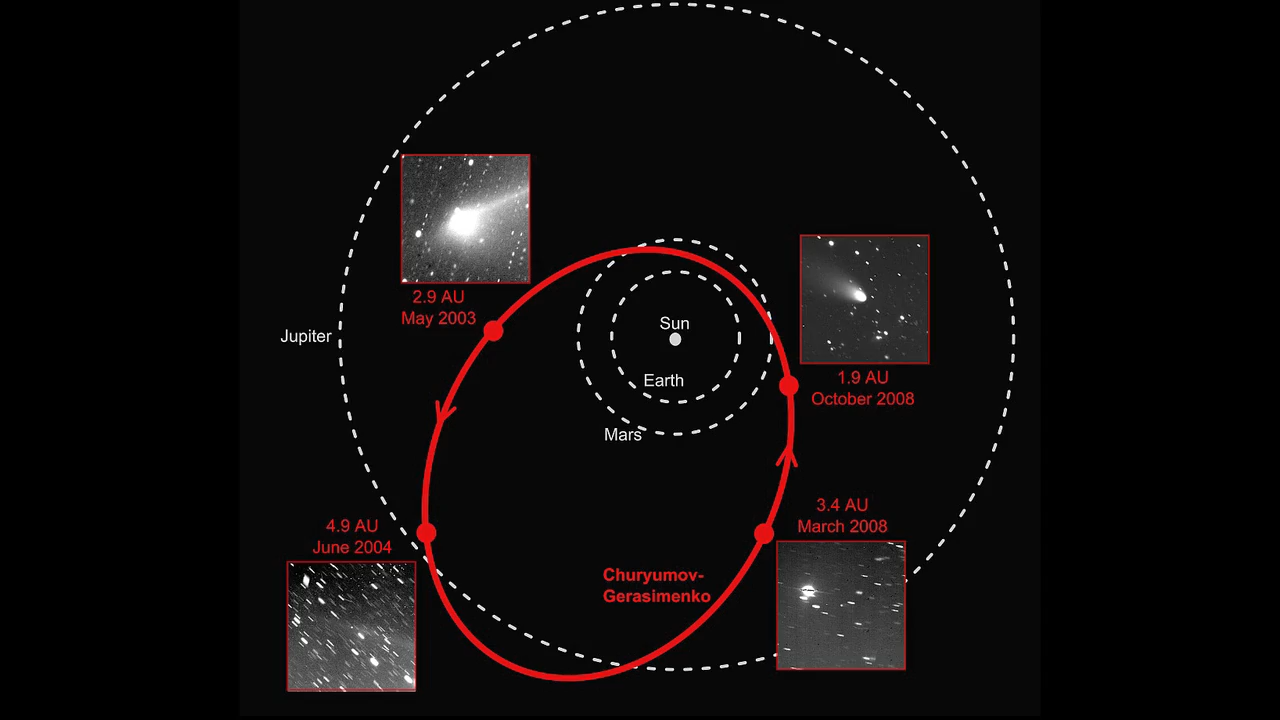 2.9 AU
May 2003
Sun
Jupiter
Earth
1.9 AU
October 2008
Mars
4.9 AU
June 2004
3.4 AU
March 2008
Churyumov-
Gerasimenko